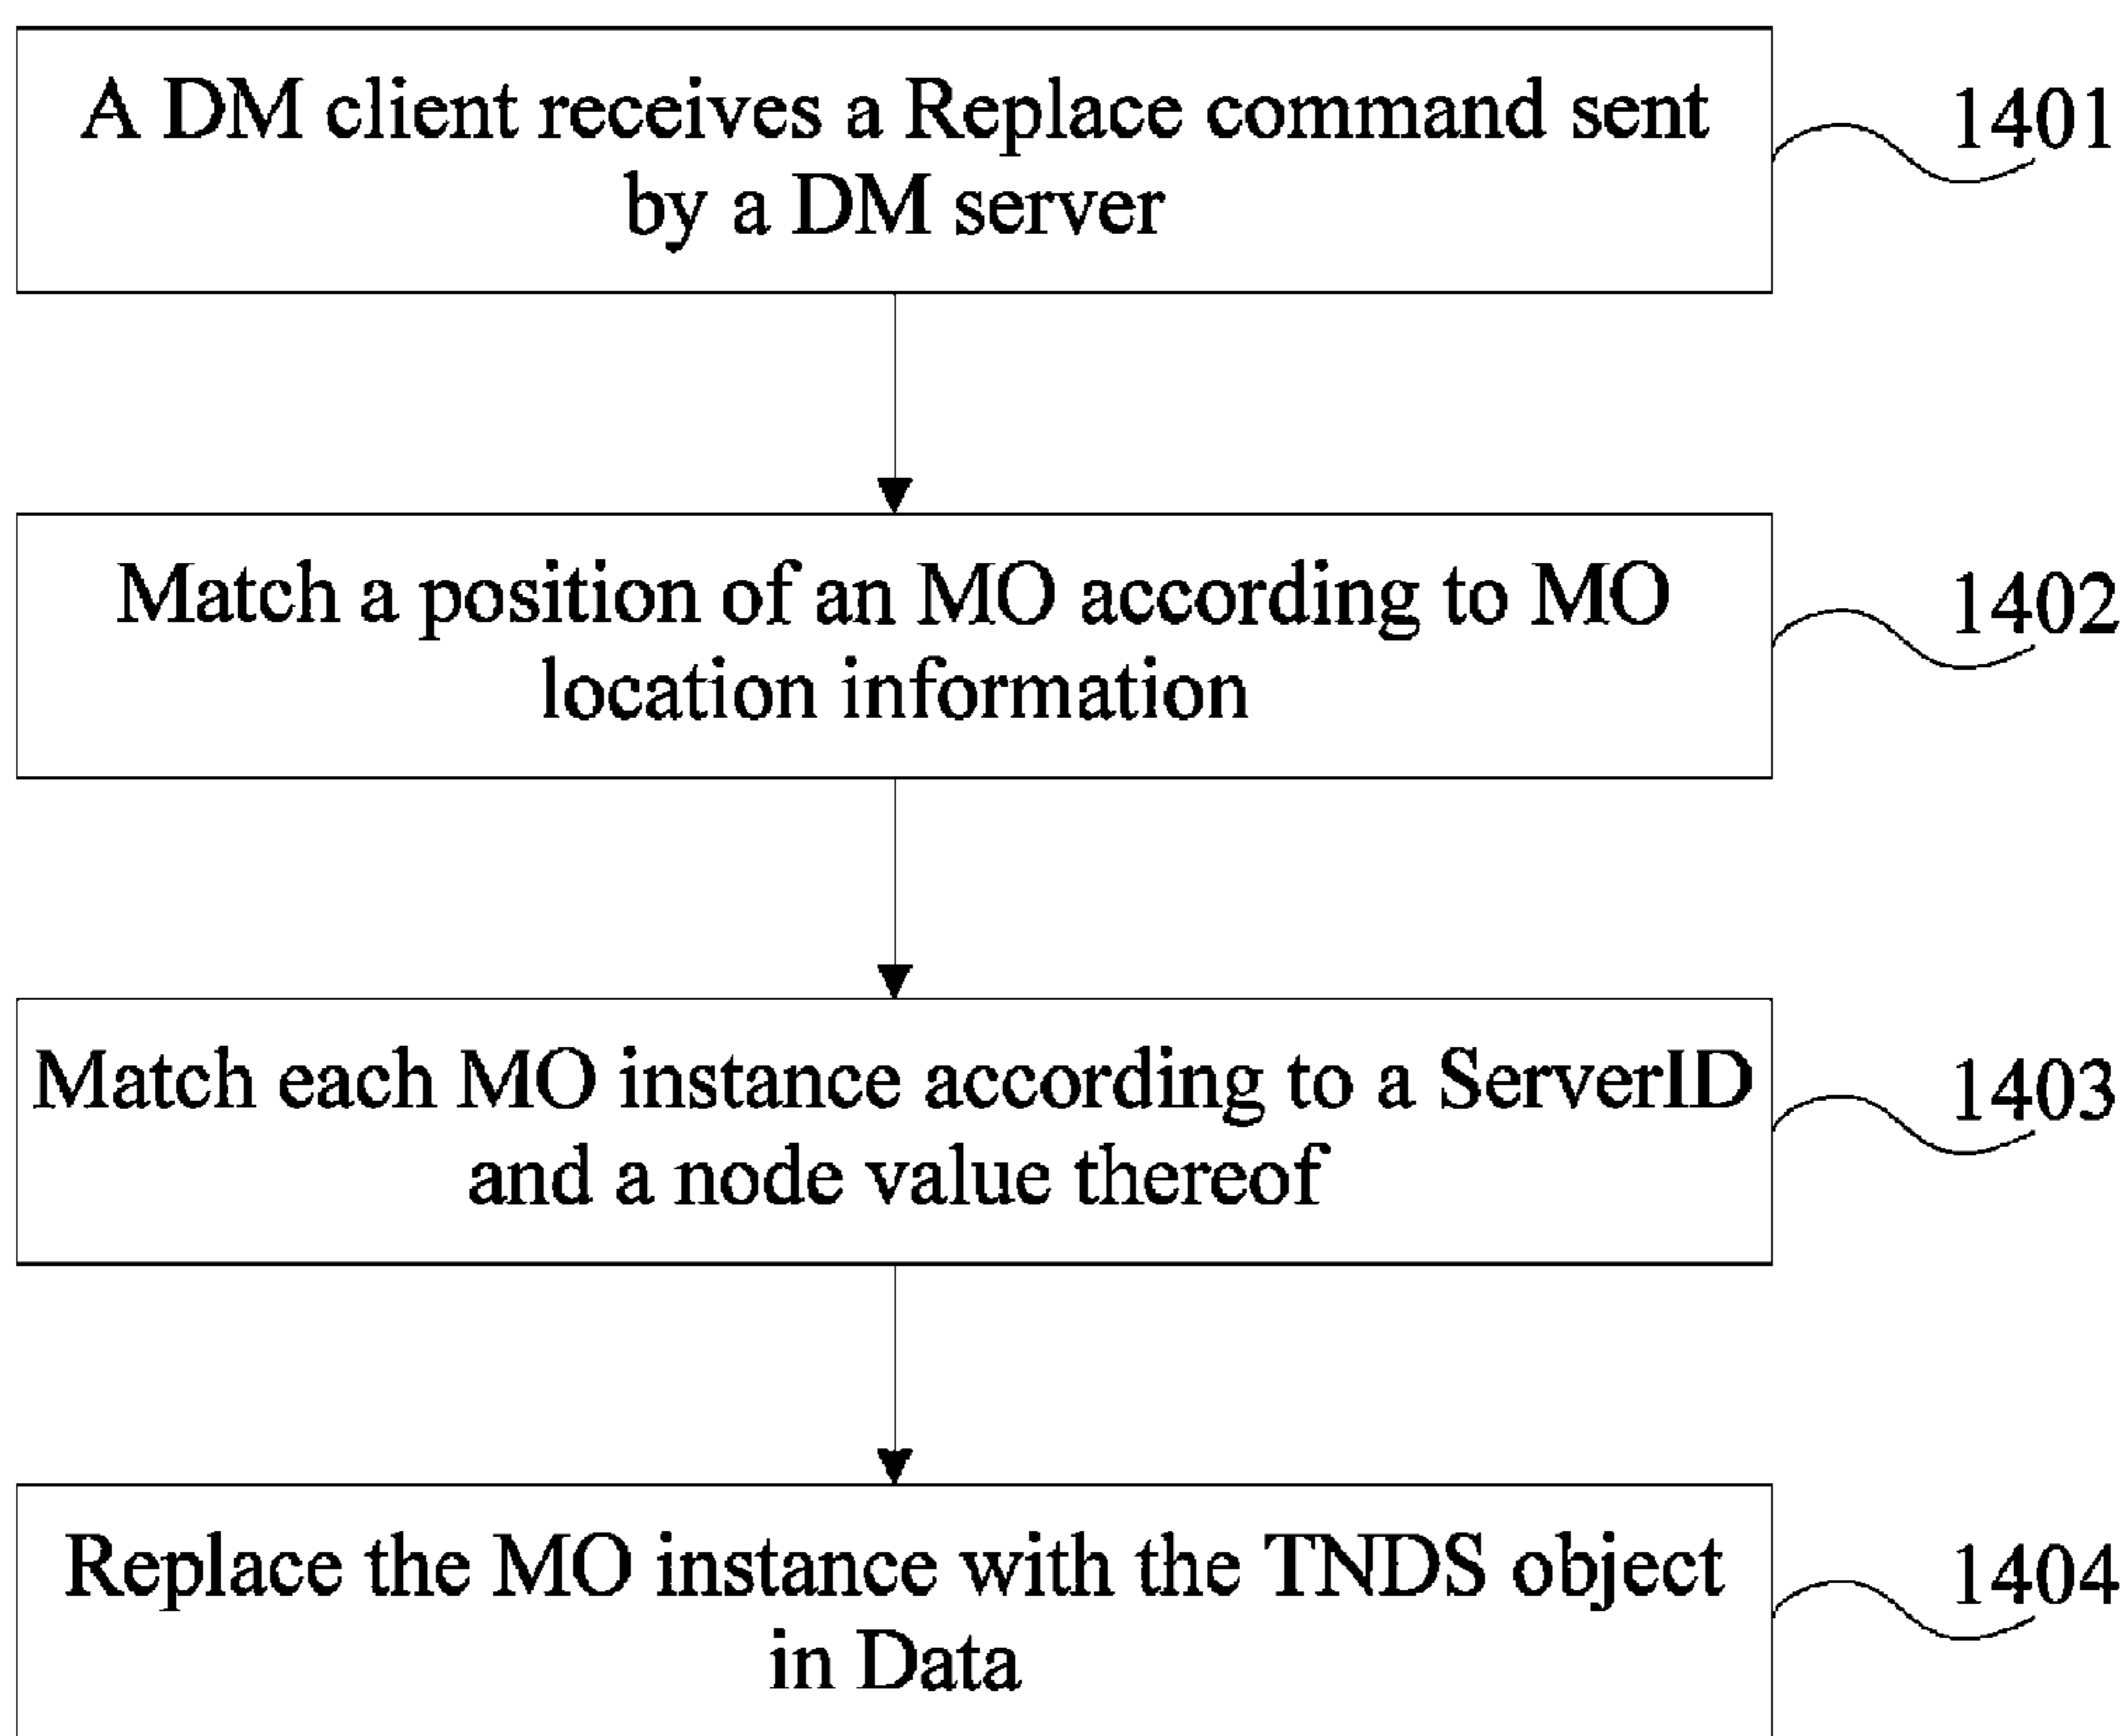 A DM client receives a Replace command sent
by a DM server
1401
Match a position of an MO according to MO
location information
1402
Match each MO instance according to a ServerID
and a node value thereof
1403
Replace the MO instance with the TNDS object
in Data
1404